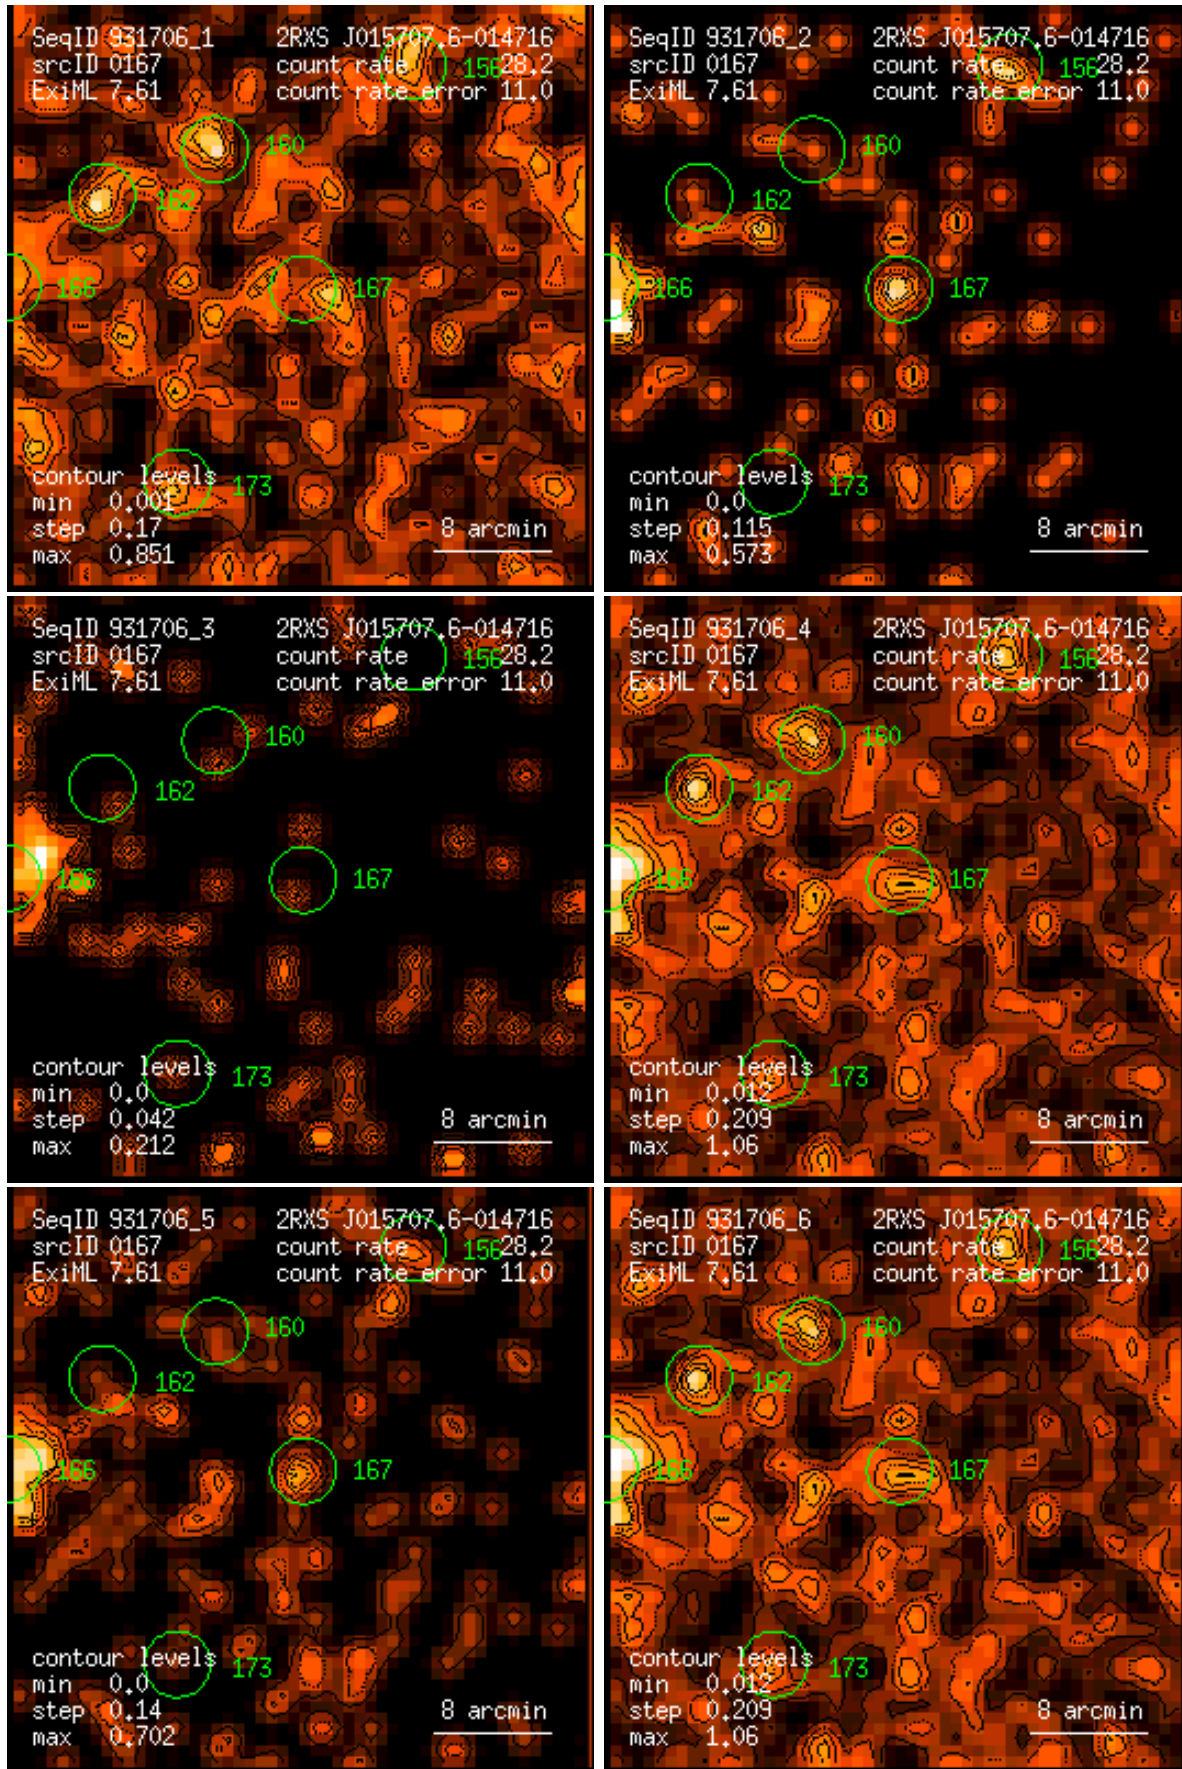 SeqID 931706_1 2RXS J015707.6-014716
srcID 0167 count rate 28.2
ExiML 7.61 count rate error 11.0
156
160
162
166
167
173
contour levels
min 0.001
step 0.17
max 0.851
8 arcmin
SeqID 931706_2 2RXS J015707.6-014716
srcID 0167 count rate 28.2
ExiML 7.61 count rate error 11.0
156
160
162
166
167
173
contour levels
min 0.0
step 0.115
max 0.573
8 arcmin
SeqID 931706_3 2RXS J015707.6-014716
srcID 0167 count rate 28.2
ExiML 7.61 count rate error 11.0
156
160
162
166
167
173
contour levels
min 0.0
step 0.042
max 0.212
8 arcmin
SeqID 931706_4 2RXS J015707.6-014716
srcID 0167 count rate 28.2
ExiML 7.61 count rate error 11.0
156
160
162
166
167
173
contour levels
min 0.012
step 0.209
max 1.06
8 arcmin
SeqID 931706_5 2RXS J015707.6-014716
srcID 0167 count rate 28.2
ExiML 7.61 count rate error 11.0
156
160
162
166
167
173
contour levels
min 0.0
step 0.14
max 0.702
8 arcmin
SeqID 931706_6 2RXS J015707.6-014716
srcID 0167 count rate 28.2
ExiML 7.61 count rate error 11.0
156
160
162
166
167
173
contour levels
min 0.012
step 0.209
max 1.06
8 arcmin